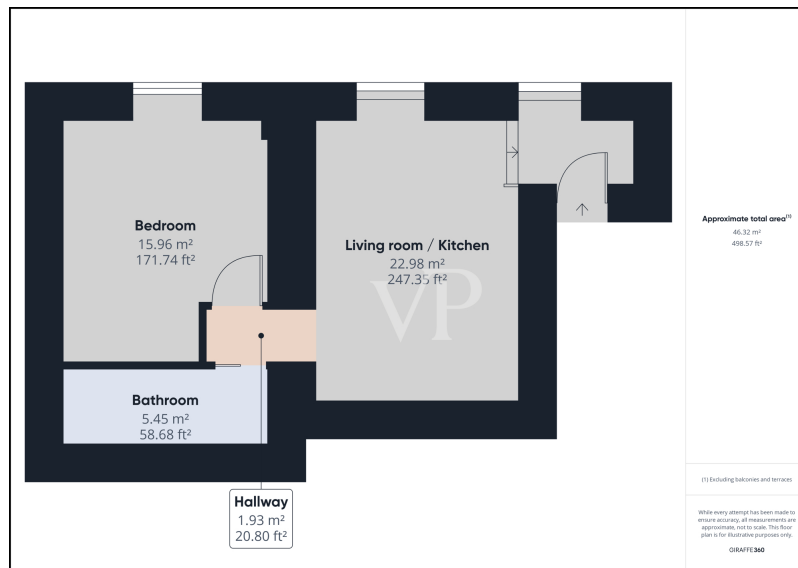 Bedroom
15.96 m²
171.74 ft²
Living room / Kitchen
22.98 m²
247.35 ft²
VP
Bathroom
5.45 m²
58.68 ft²
Hallway
1.93 m²
20.80 ft²
Approximate total area(1)
46.32 m²
498.57 ft²
(1) Excluding balconies and terraces
While every attempt has been made to
ensure accuracy, all measurements are
approximate, not to scale. This floor
plan is for illustrative purposes only.
GIRAFFE360